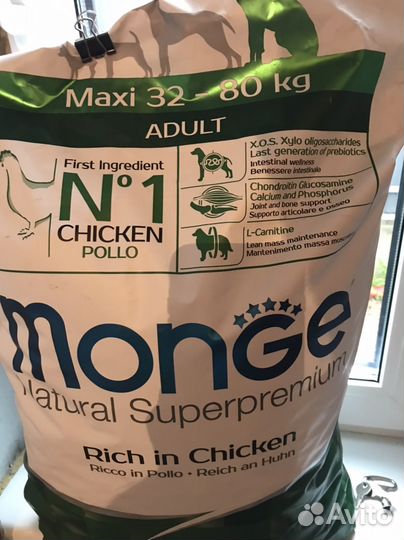 Maxi 32 - 80 kg
ADULT
First Ingredient
N°1
CHICKEN
POLLO
X.O.S. Xylo oligosaccharides
Last generation of prebiotics
Intestinal wellness
Benessere intestinale
Chondroitin Glucosamine
Calcium and Phosphorus
Joint and bone support
Supporto articolare e osseo
L-Carnitine
Lean mass maintenance
Mantenimento massa
monge
Natural Superpremium
Rich in Chicken
Ricco in Pollo • Reich an Huhn
Avito